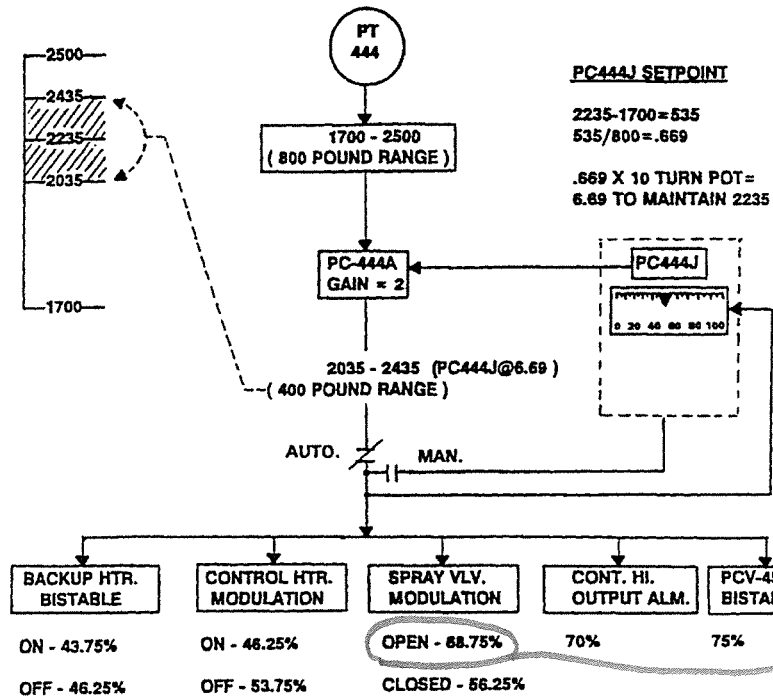 PT
444
2500
2435
2235
2035
1700
PC444J SETPOINT
2235-1700=535
535/800=.669
.669 X 10 TURN POT=
6.69 TO MAINTAIN 2235
1700 - 2500
( 800 POUND RANGE )
PC-444A
GAIN = 2
PC444J
0 20 40 60 80 100
2035 - 2435 (PC444J@6.69 )
( 400 POUND RANGE )
AUTO.
MAN.
BACKUP HTR.
BISTABLE
ON - 43.75%
OFF - 46.25%
CONTROL HTR.
MODULATION
ON - 46.25%
OFF - 53.75%
SPRAY VLV.
MODULATION
OPEN - 68.75%
CLOSED - 56.25%
CONT. HI.
OUTPUT ALM.
70%
75%